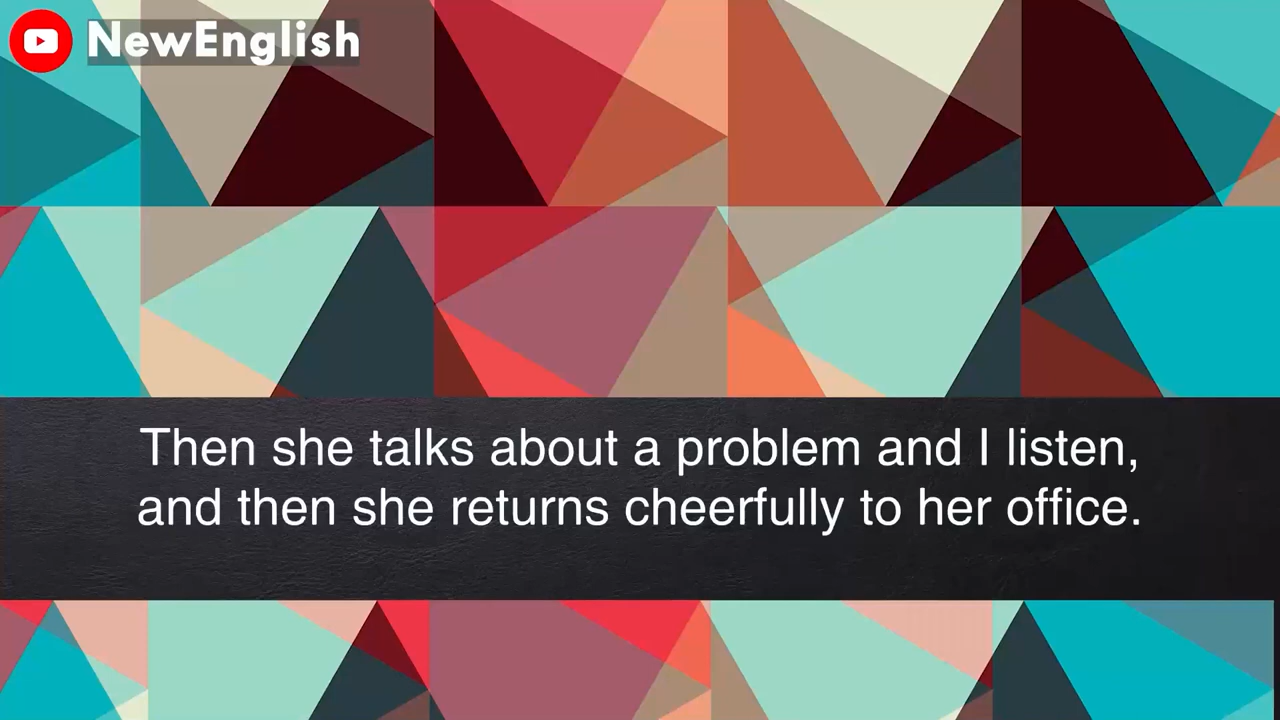 NewEnglish
Then she talks about a problem and I listen,
and then she returns cheerfully to her office.